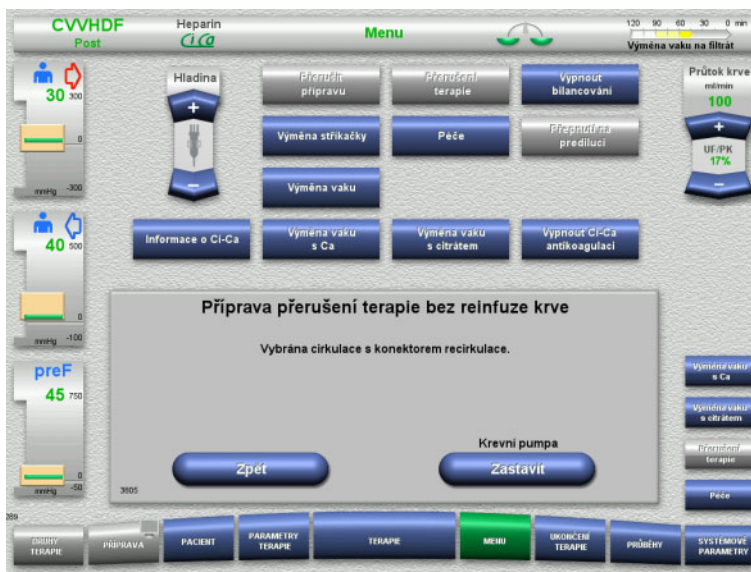 CVVHDF
Post
Heparin
CiCa
Menu
120 90 60 30 0 min
Výměna vaku na filtrát
30 300
0
mmHg -300
40 500
0
mmHg -100
preF
45 750
0
mmHg -50
Hladina
+
−
Přerušit
přípravu
Přerušení
terapie
Vypnout
bilancování
Výměna stříkačky
Péče
Přepnutí na
prediluci
Výměna vaku
Informace o Ci-Ca
Výměna vaku
s Ca
Výměna vaku
s citrátem
Vypnout Ci-Ca
antikoagulaci
Průtok krve
ml/min
100
+
UF/PK
17%
−
Příprava přerušení terapie bez reinfuze krve
Vybrána cirkulace s konektorem recirkulace.
Krevní pumpa
Zpět
Zastavit
3605
Výměna vaku
s Ca
Výměna vaku
s citrátem
Přerušení
terapie
Péče
DRUHY
TERAPIE
PŘÍPRAVA
PACIENT
PARAMETRY
TERAPIE
TERAPIE
MENU
UKONČENÍ
TERAPIE
PRŮBĚHY
SYSTÉMOVÉ
PARAMETRY